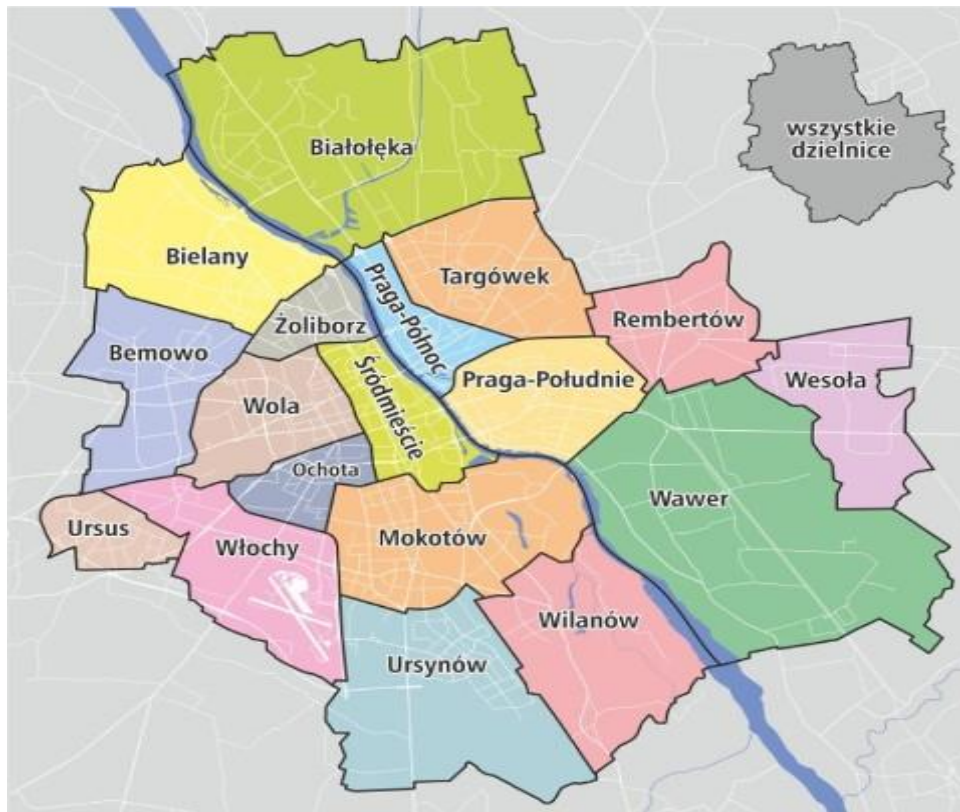 Białołęka
wszystkie
dzielnice
Bielany
Praga-Północ
Targówek
Żoliborz
Rembertów
Bemowo
Śródmieście
Praga-Południe
Wesoła
Wola
Ochota
Wawer
Ursus
Włochy
Mokotów
Wilanów
Ursynów